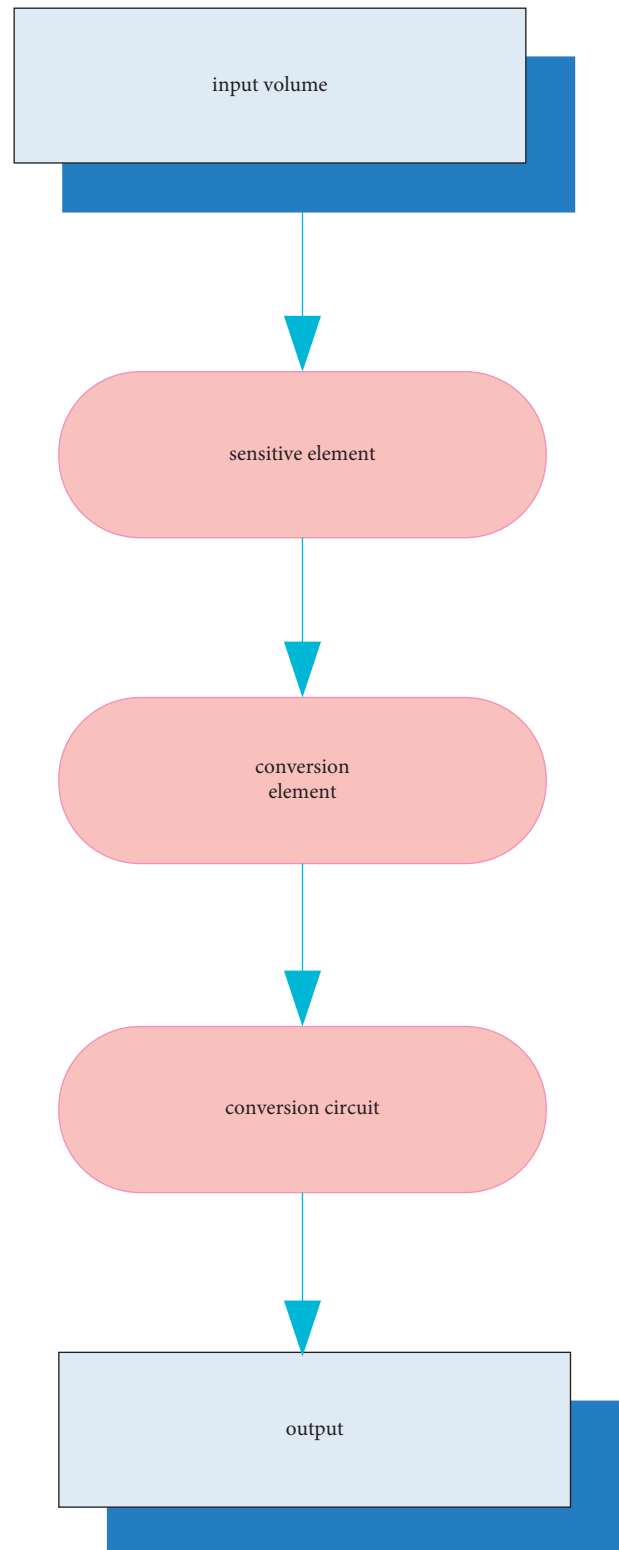 input volume
sensitive element
conversion
element
conversion circuit
output